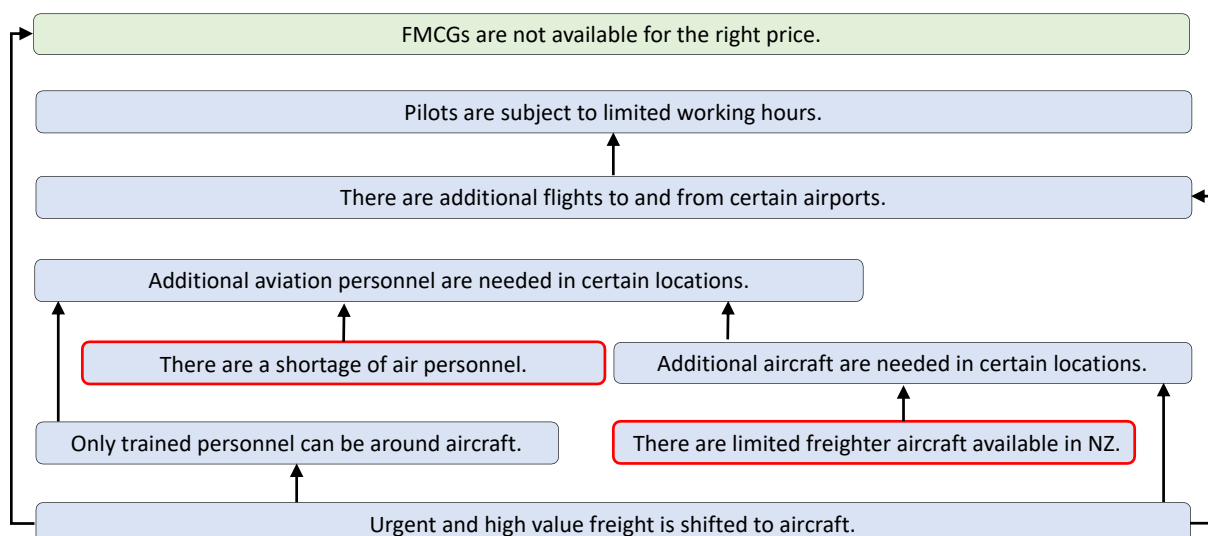 FMCGs are not available for the right price.
Pilots are subject to limited working hours.
There are additional flights to and from certain airports.
Additional aviation personnel are needed in certain locations.
There are a shortage of air personnel.
Additional aircraft are needed in certain locations.
Only trained personnel can be around aircraft.
There are limited freighter aircraft available in NZ.
Urgent and high value freight is shifted to aircraft.